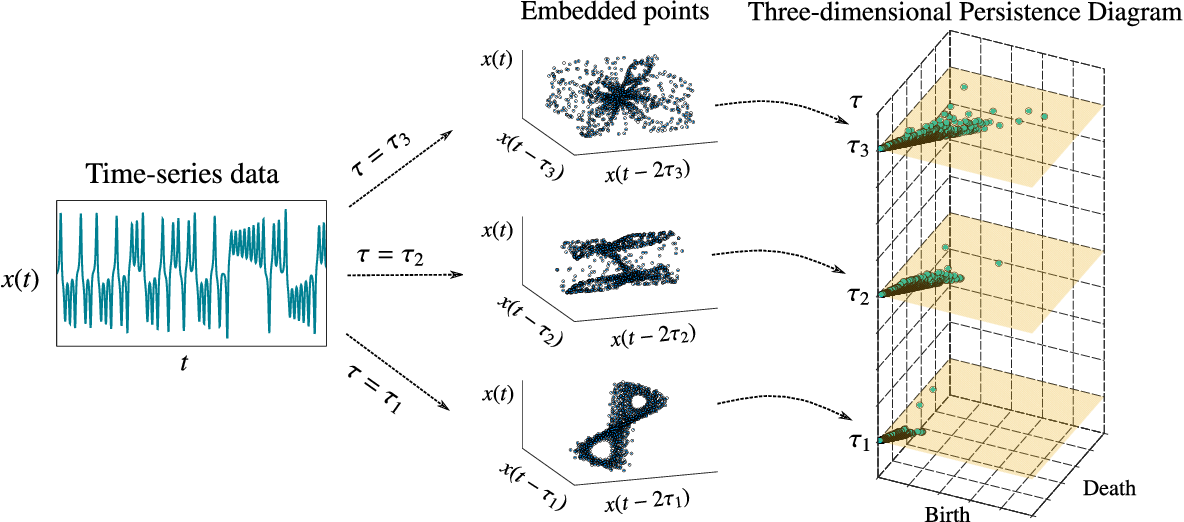 Embedded points
Three-dimensional Persistence Diagram
Time-series data
x(t)
t
τ = τ₃
τ = τ₂
τ = τ₁
x(t)
x(t − τ₃)
x(t − 2τ₃)
x(t)
x(t − τ₂)
x(t − 2τ₂)
x(t)
x(t − τ₁)
x(t − 2τ₁)
τ
τ₃
τ₂
τ₁
Birth
Death